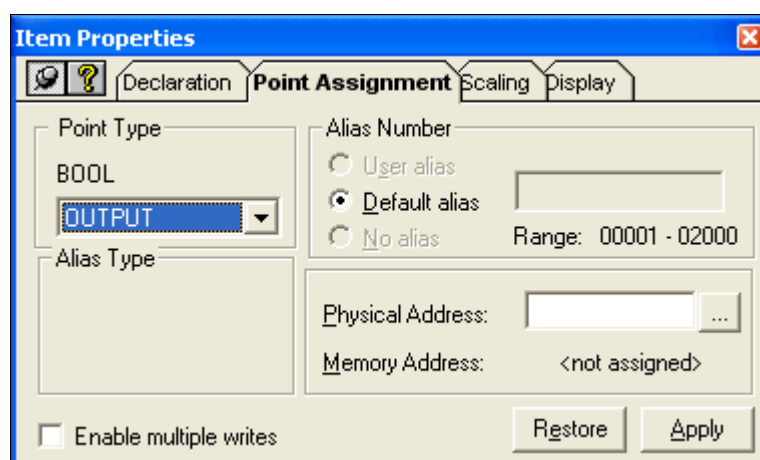 Item Properties
Declaration Point Assignment Scaling Display
Point Type
BOOL
OUTPUT
Alias Type
Alias Number
User alias
Default alias
No alias
Range: 00001 - 02000
Physical Address:
...
Memory Address: <not assigned>
Enable multiple writes
Restore Apply